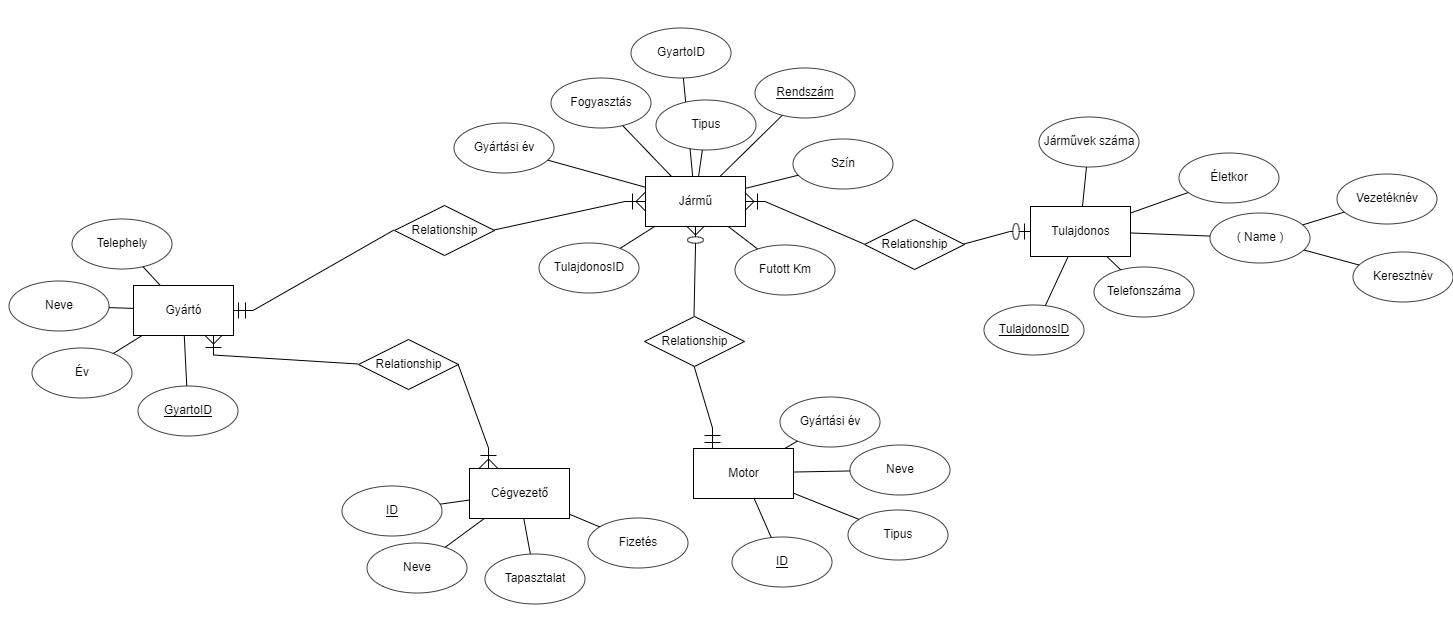 GyartoID
Rendszám
Fogyasztás
Tipus
Gyártási év
Szín
Jármű
TulajdonosID
Futott Km
Relationship
Relationship
Járművek száma
Életkor
Vezetéknév
Tulajdonos
( Name )
Keresztnév
Telefonszáma
TulajdonosID
Telephely
Neve
Gyártó
Év
GyartoID
Relationship
Relationship
Gyártási év
Motor
Neve
Tipus
ID
Cégvezető
ID
Fizetés
Neve
Tapasztalat